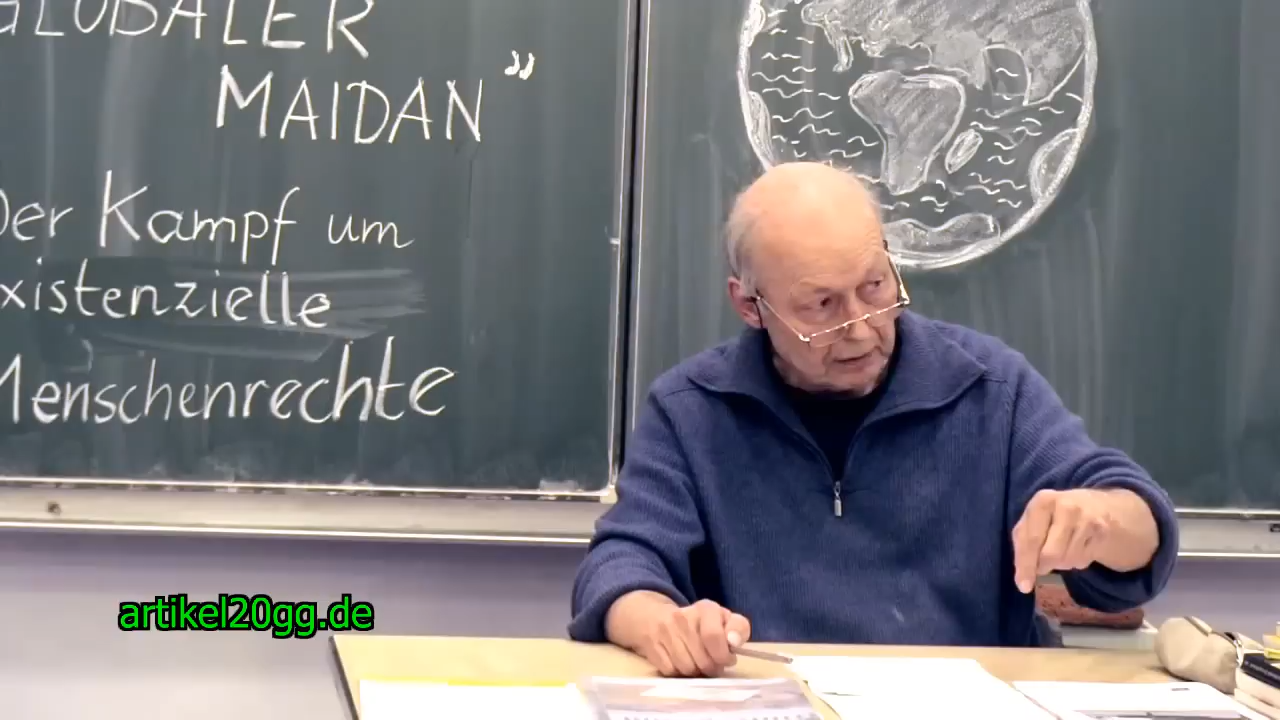 GLOBALER
MAIDAN "
Der Kampf um
xistenzielle
Menschenrechte
artikel20gg.de